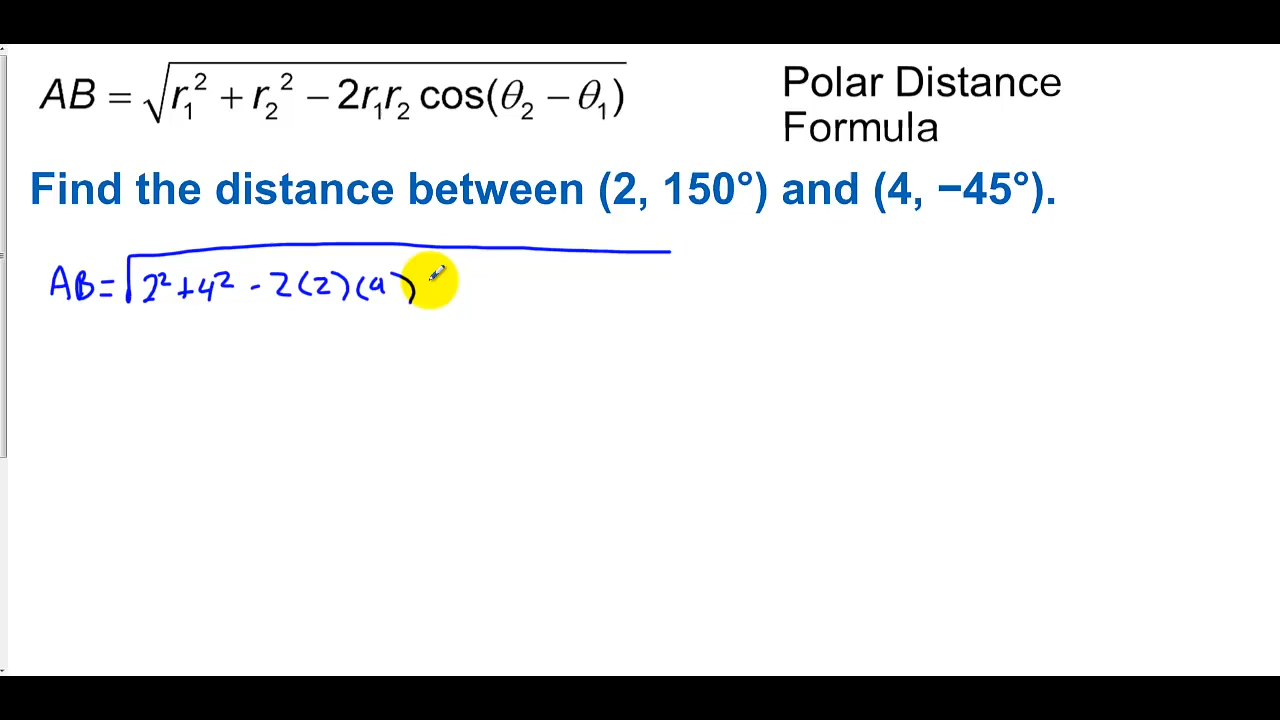 AB = √r₁² + r₂² − 2r₁r₂ cos(θ₂ − θ₁)
Polar Distance
Formula
Find the distance between (2, 150°) and (4, −45°).
AB = √2² + 4² - 2(2)(4)